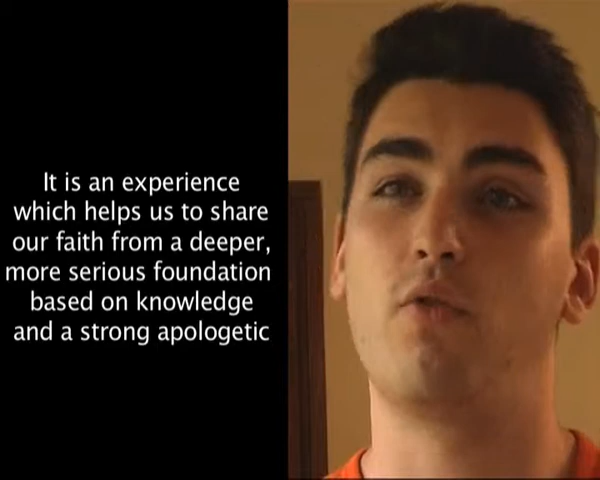 It is an experience
which helps us to share
our faith from a deeper,
more serious foundation
based on knowledge
and a strong apologetic